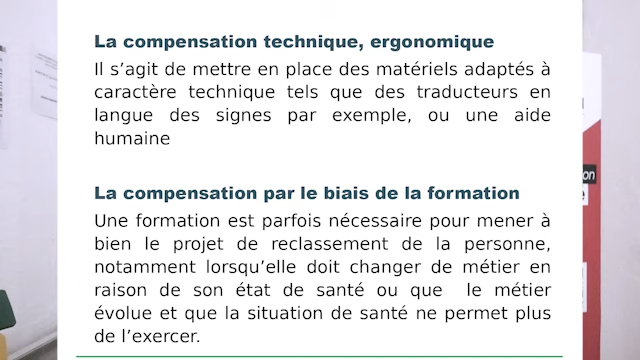 La compensation technique, ergonomique
Il s’agit de mettre en place des matériels adaptés à
caractère technique tels que des traducteurs en
langue des signes par exemple, ou une aide
humaine
La compensation par le biais de la formation
Une formation est parfois nécessaire pour mener à
bien le projet de reclassement de la personne,
notamment lorsqu’elle doit changer de métier en
raison de son état de santé ou que le métier
évolue et que la situation de santé ne permet plus
de l’exercer.